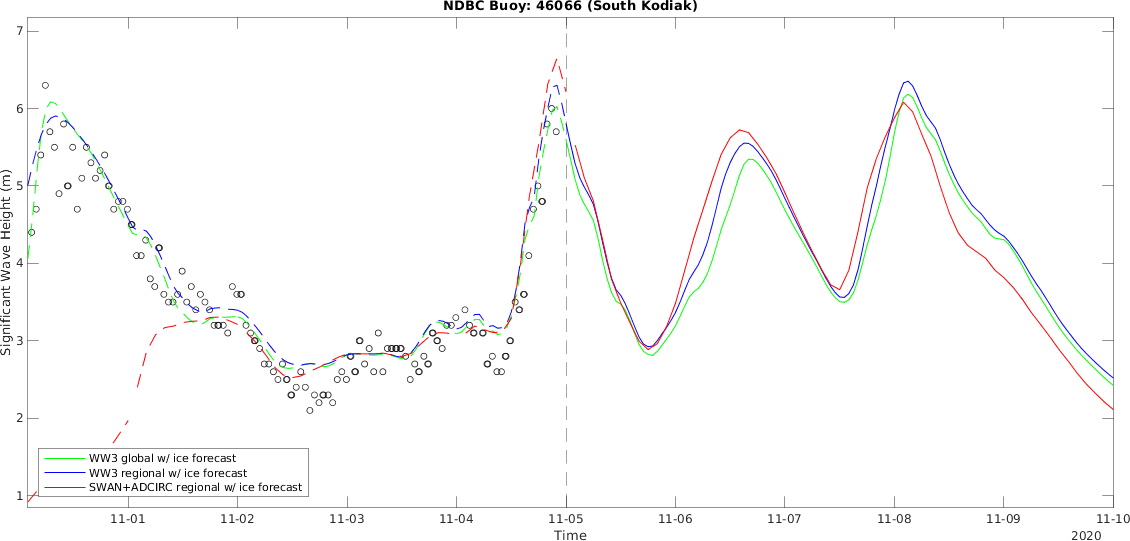 NDBC Buoy: 46066 (South Kodiak)
Significant Wave Height (m)
7
6
5
4
3
2
1
WW3 global w/ ice forecast
WW3 regional w/ ice forecast
SWAN+ADCIRC regional w/ ice forecast
11-01 11-02 11-03 11-04 11-05 11-06 11-07 11-08 11-09 11-10
Time
2020